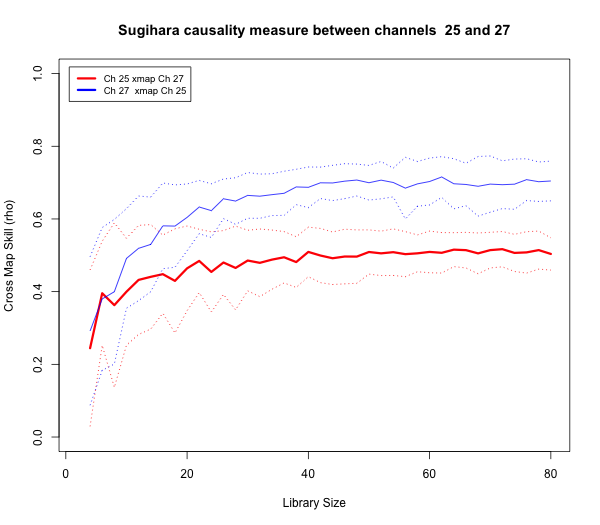 Sugihara causality measure between channels  25 and 27
Ch 25 xmap Ch 27
Ch 27  xmap Ch 25
Cross Map Skill (rho)
1.0
0.8
0.6
0.4
0.2
0.0
0 20 40 60 80
Library Size